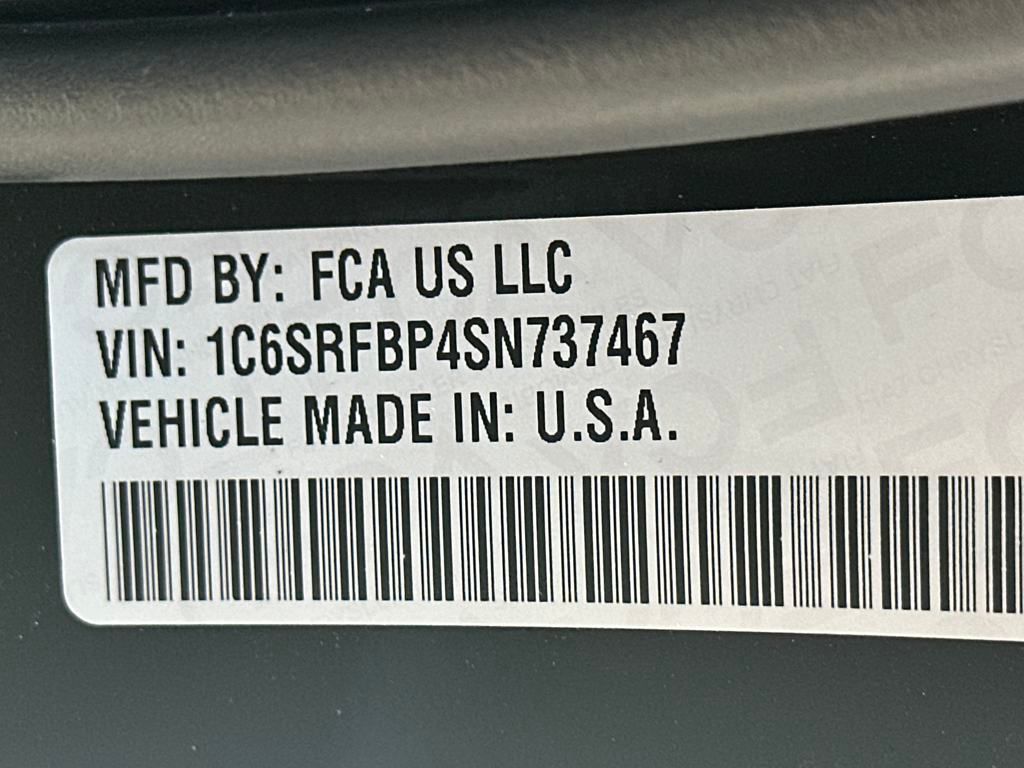 MFD BY: FCA US LLC
VIN: 1C6SRFBP4SN737467
VEHICLE MADE IN: U.S.A.